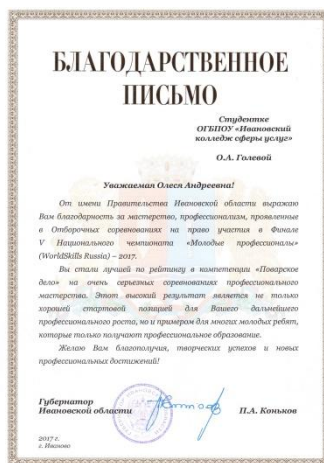 БЛАГОДАРСТВЕННОЕ
ПИСЬМО
Студентке
ОГБПОУ «Ивановский
колледж сферы услуг»
О.А. Голевой
Уважаемая Олеся Андреевна!
От имени Правительства Ивановской области выражаю
Вам благодарность за мастерство, профессионализм, проявленные
в Отборочных соревнованиях на право участия в Финале
V Национального чемпионата «Молодые профессионалы»
(WorldSkills Russia) – 2017.
Вы стали лучшей по рейтингу в компетенции «Поварское
дело» на очень серьезных соревнованиях профессионального
мастерства. Этот высокий результат является не только
хорошей стартовой позицией для Вашего дальнейшего
профессионального роста, но и примером для многих молодых ребят,
которые только получают профессиональное образование.
Желаю Вам благополучия, творческих успехов и новых
профессиональных достижений!
Губернатор
Ивановской области
П.А. Коньков
2017 г.
г. Иваново